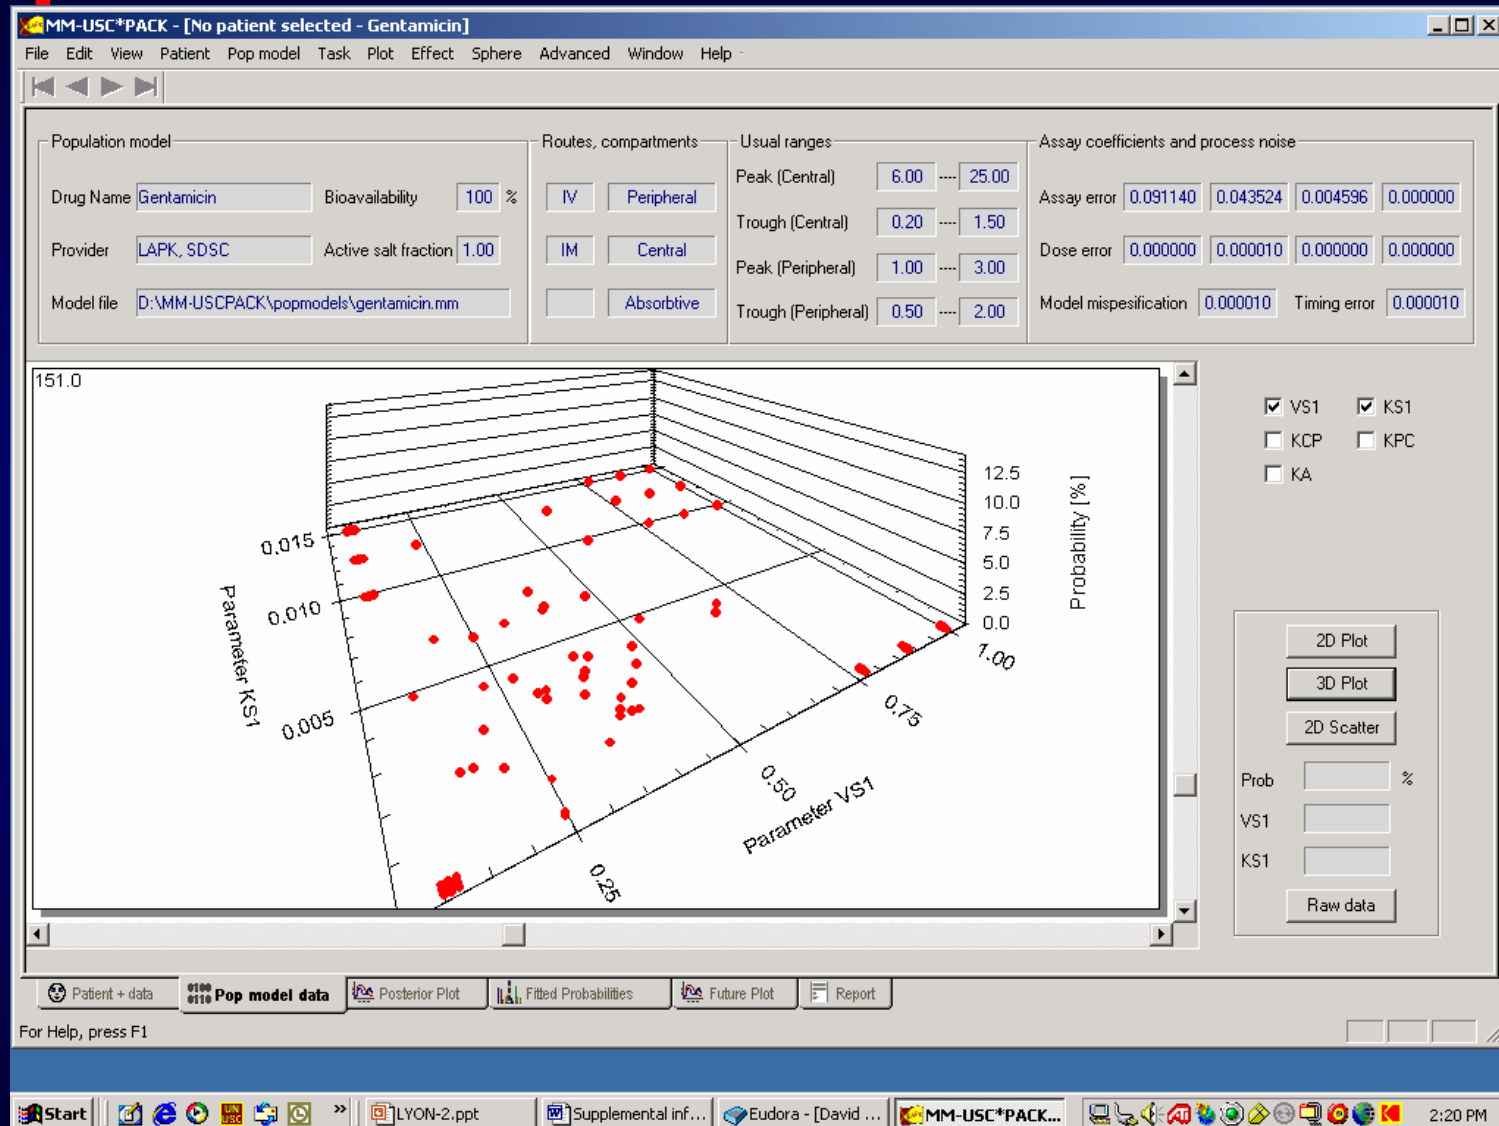 MM-USC*PACK - [No patient selected - Gentamicin]
File Edit View Patient Pop model Task Plot Effect Sphere Advanced Window Help
Population model
Drug Name Gentamicin Bioavailability 100 %
Provider LAPK, SDSC Active salt fraction 1.00
Model file D:\MM-USCPACK\popmodels\gentamicin.mm
Routes, compartments
IV Peripheral
IM Central
Absorbtive
Usual ranges
Peak (Central) 6.00 ---- 25.00
Trough (Central) 0.20 ---- 1.50
Peak (Peripheral) 1.00 ---- 3.00
Trough (Peripheral) 0.50 ---- 2.00
Assay coefficients and process noise
Assay error 0.091140 0.043524 0.004596 0.000000
Dose error 0.000000 0.000010 0.000000 0.000000
Model mispesification 0.000010 Timing error 0.000010
151.0
0.015
0.010
0.005
Parameter KS1
12.5
10.0
7.5
5.0
2.5
0.0
Probability [%]
1.00
0.75
0.50
0.25
Parameter VS1
VS1 KS1
KCP KPC
KA
2D Plot
3D Plot
2D Scatter
Prob %
VS1
KS1
Raw data
Patient + data Pop model data Posterior Plot Fitted Probabilities Future Plot Report
For Help, press F1
Start » LYON-2.ppt Supplemental inf... Eudora - [David ... MM-USC*PACK... 2:20 PM